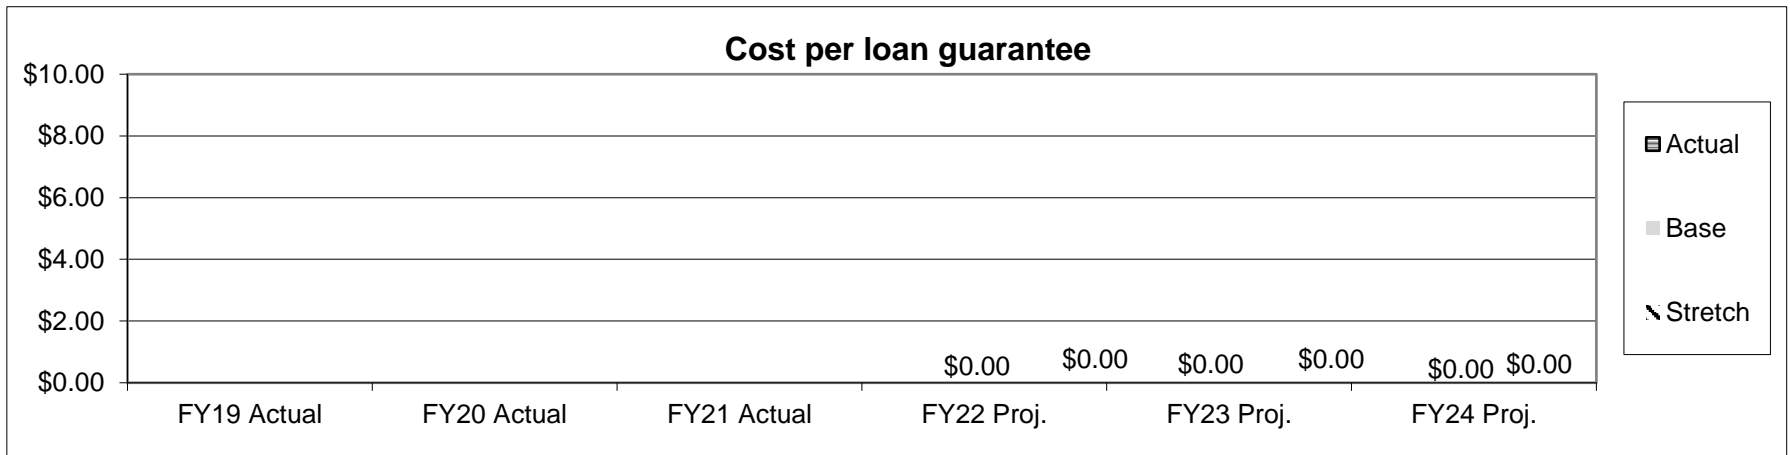 Cost per loan guarantee
$10.00
$8.00
$6.00
$4.00
$2.00
$0.00
$0.00 $0.00 $0.00 $0.00 $0.00 $0.00
FY19 Actual FY20 Actual FY21 Actual FY22 Proj. FY23 Proj. FY24 Proj.
Actual
Base
Stretch